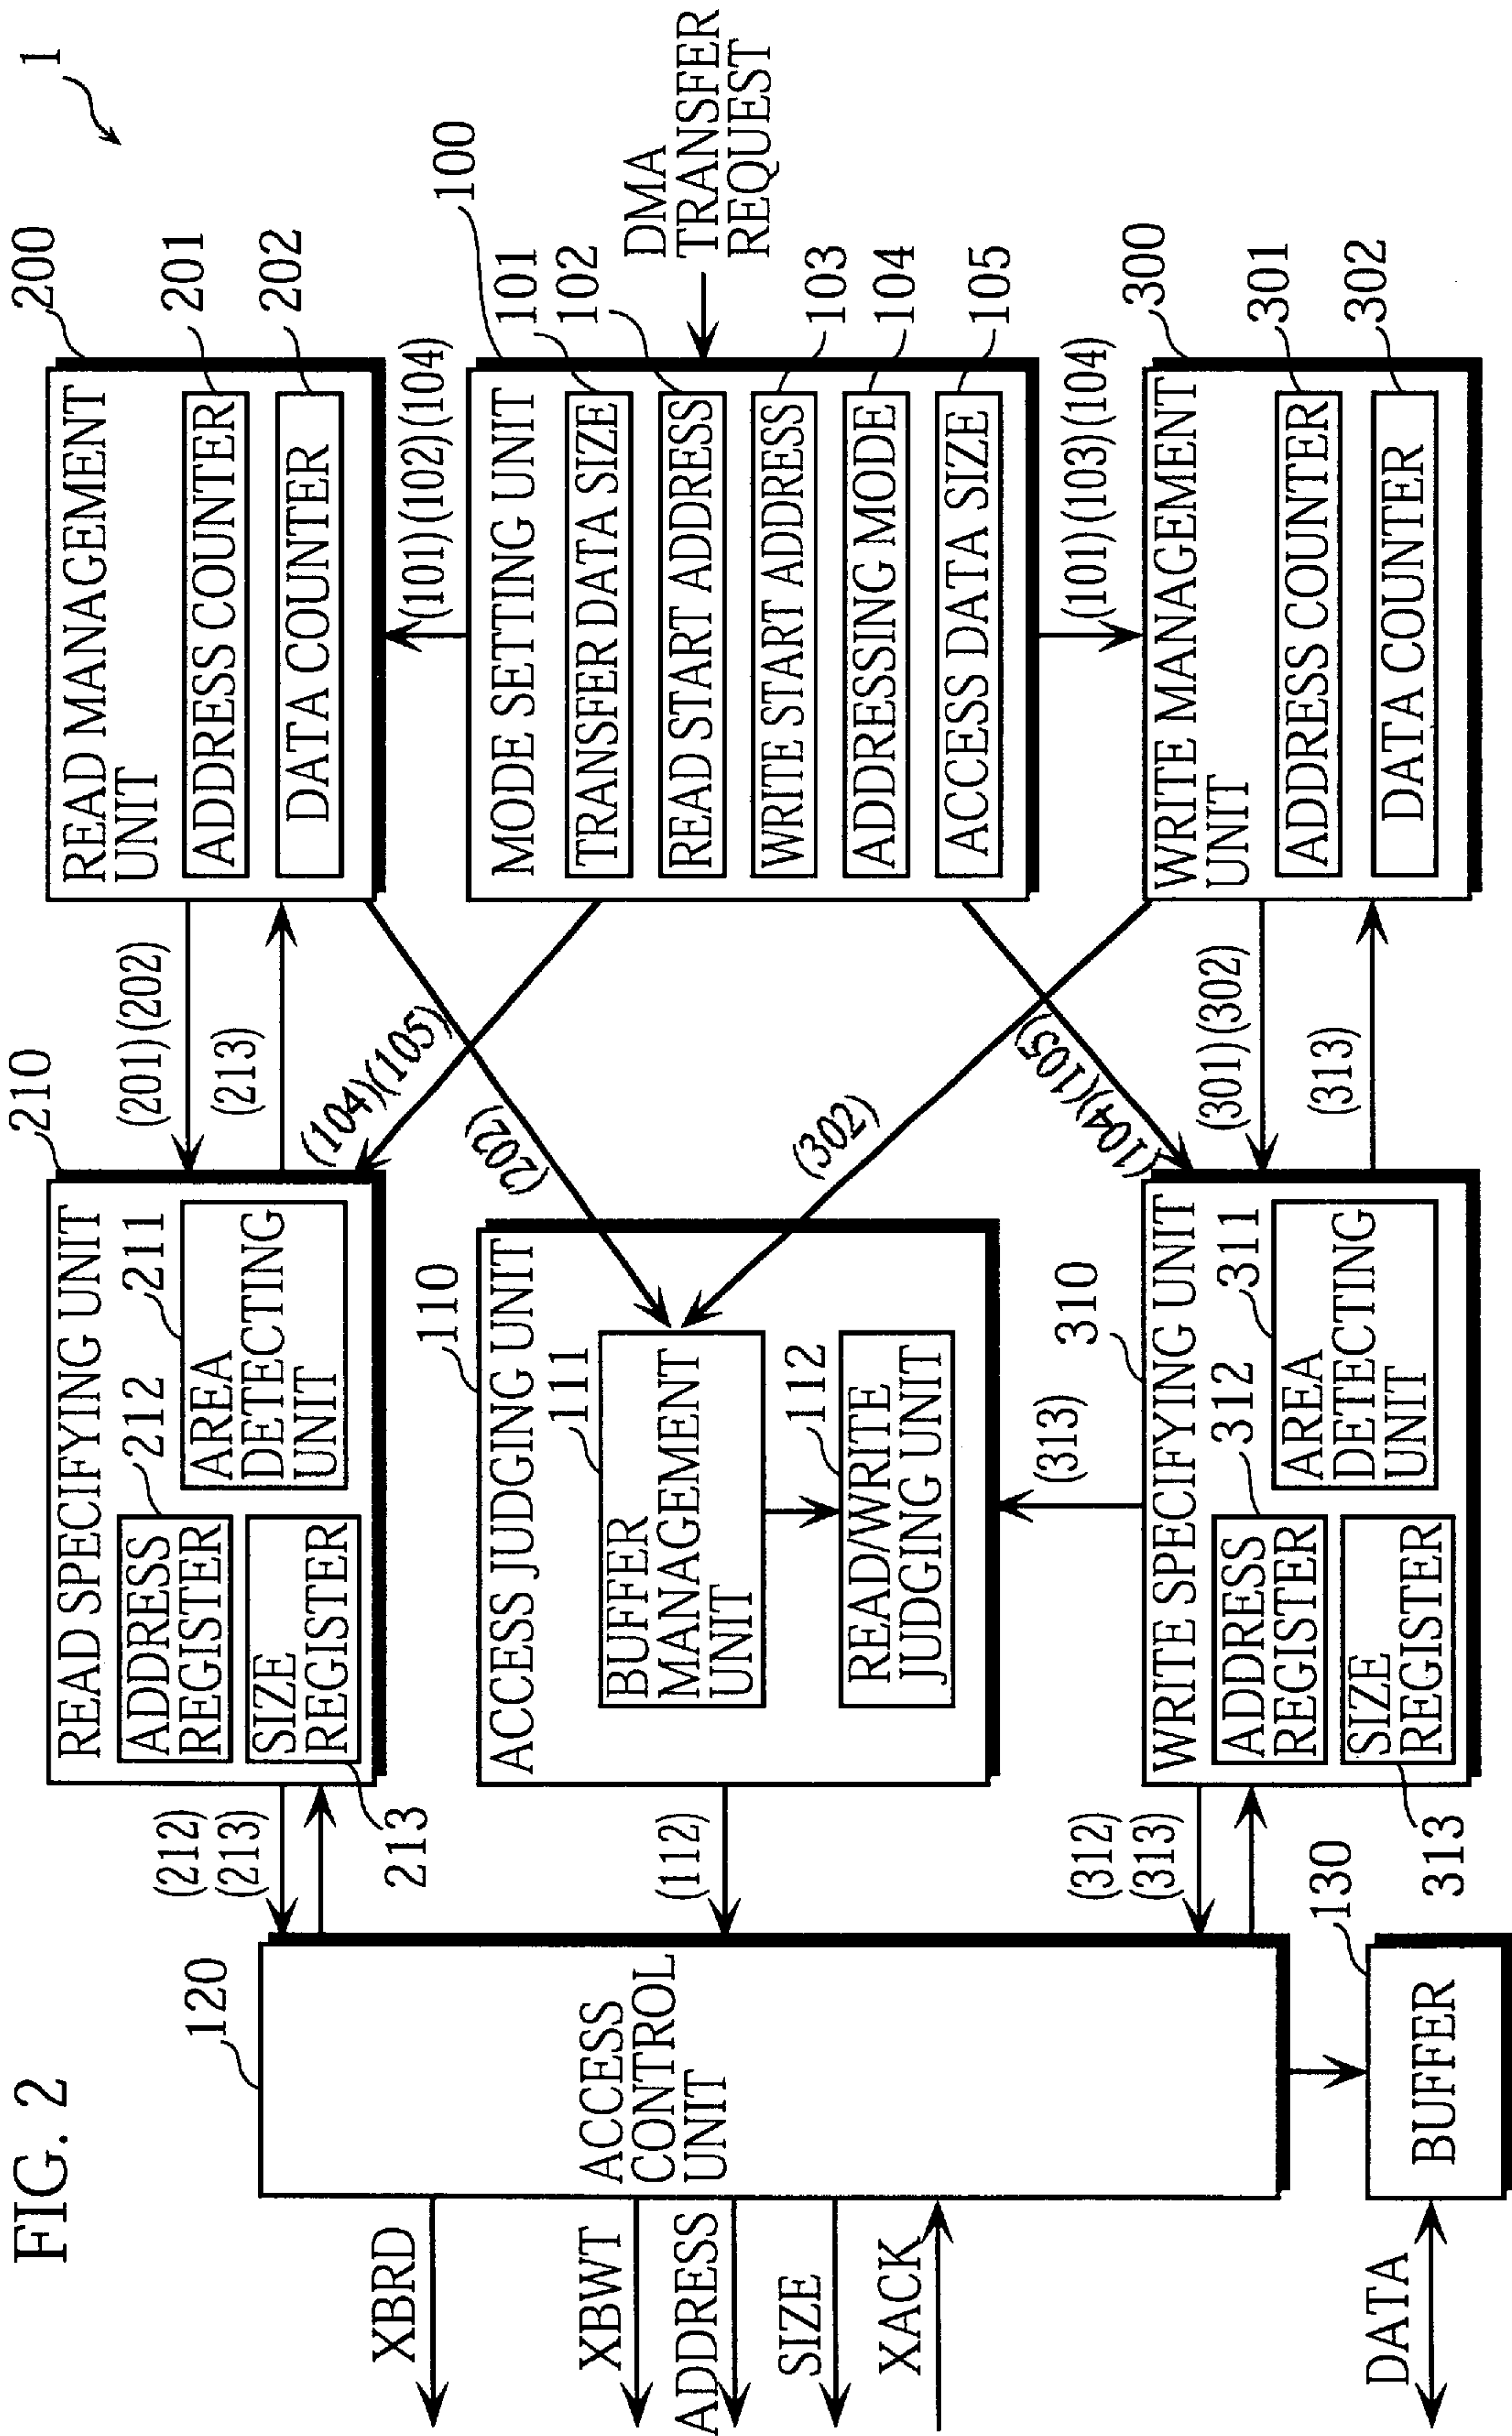 FIG. 2
1
120
ACCESS
CONTROL
UNIT
XBRD
XBWT
ADDRESS
SIZE
XACK
130
BUFFER
DATA
210
READ SPECIFYING UNIT
212
ADDRESS
REGISTER
211
AREA
DETECTING
UNIT
SIZE
REGISTER
213
(212)
(213)
(201)(202)
(213)
200
READ MANAGEMENT
UNIT
ADDRESS COUNTER
201
DATA COUNTER
202
(101)(102)(104)
110
ACCESS JUDGING UNIT
111
BUFFER
MANAGEMENT
UNIT
112
READ/WRITE
JUDGING UNIT
(112)
(104)(105)
(202)
(302)
(104)(105)
(313)
100
MODE SETTING UNIT
TRANSFER DATA SIZE
101
READ START ADDRESS
102
WRITE START ADDRESS
103
ADDRESSING MODE
104
ACCESS DATA SIZE
105
DMA
TRANSFER
REQUEST
(101)(103)(104)
310
WRITE SPECIFYING UNIT
312
ADDRESS
REGISTER
311
AREA
DETECTING
UNIT
SIZE
REGISTER
313
(312)
(313)
(301)(302)
(313)
300
WRITE MANAGEMENT
UNIT
ADDRESS COUNTER
301
DATA COUNTER
302